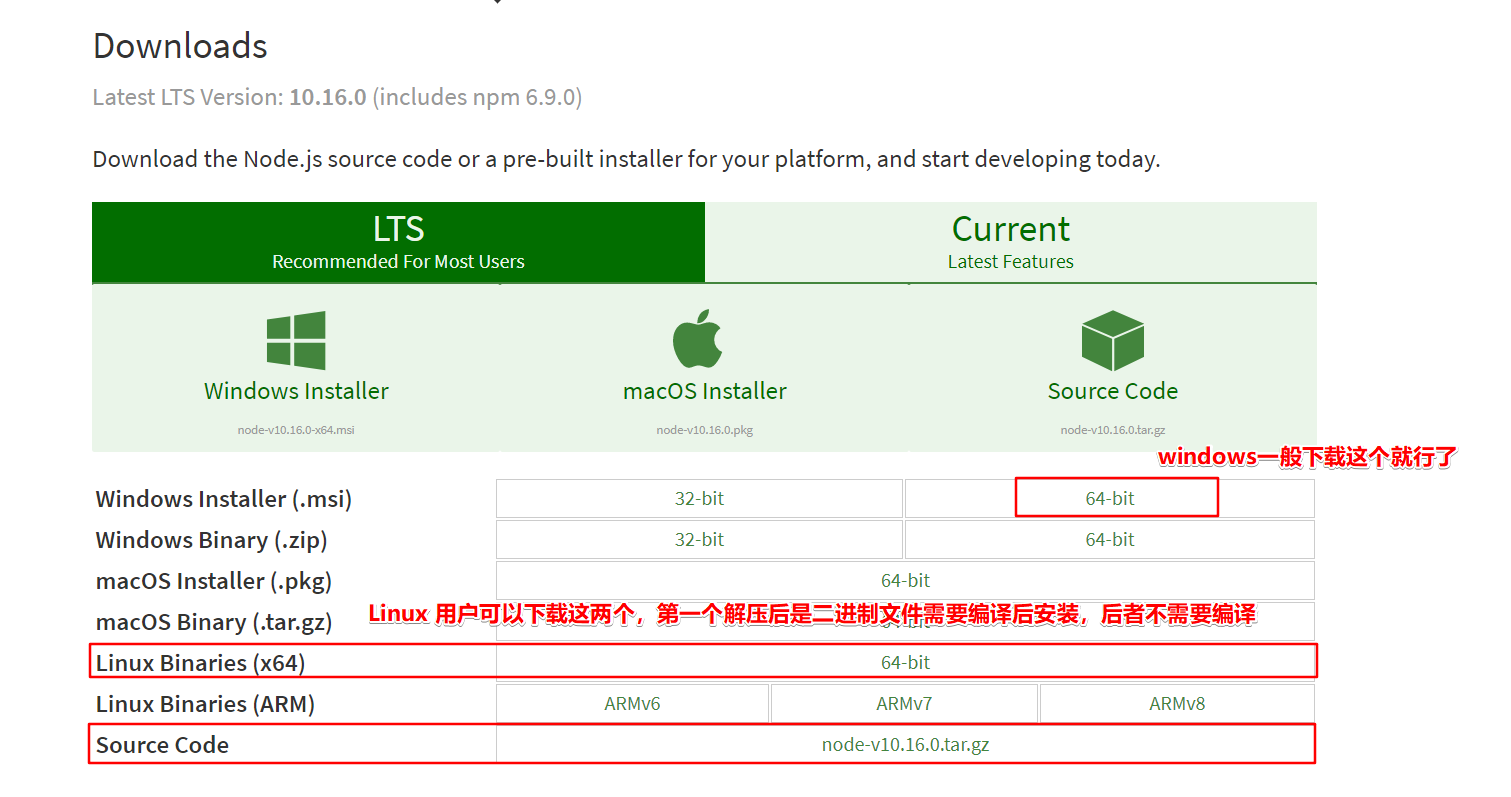 Downloads
Latest LTS Version: 10.16.0 (includes npm 6.9.0)
Download the Node.js source code or a pre-built installer for your platform, and start developing today.
LTS
Recommended For Most Users
Current
Latest Features
Windows Installer
node-v10.16.0-x64.msi
macOS Installer
node-v10.16.0.pkg
Source Code
node-v10.16.0.tar.gz
windows一般下载这个就行了
Windows Installer (.msi) 32-bit 64-bit
Windows Binary (.zip) 32-bit 64-bit
macOS Installer (.pkg) 64-bit
Linux 用户可以下载这两个，第一个解压后是二进制文件需要编译后安装，后者不需要编译
macOS Binary (.tar.gz)
Linux Binaries (x64) 64-bit
Linux Binaries (ARM) ARMv6 ARMv7 ARMv8
Source Code node-v10.16.0.tar.gz